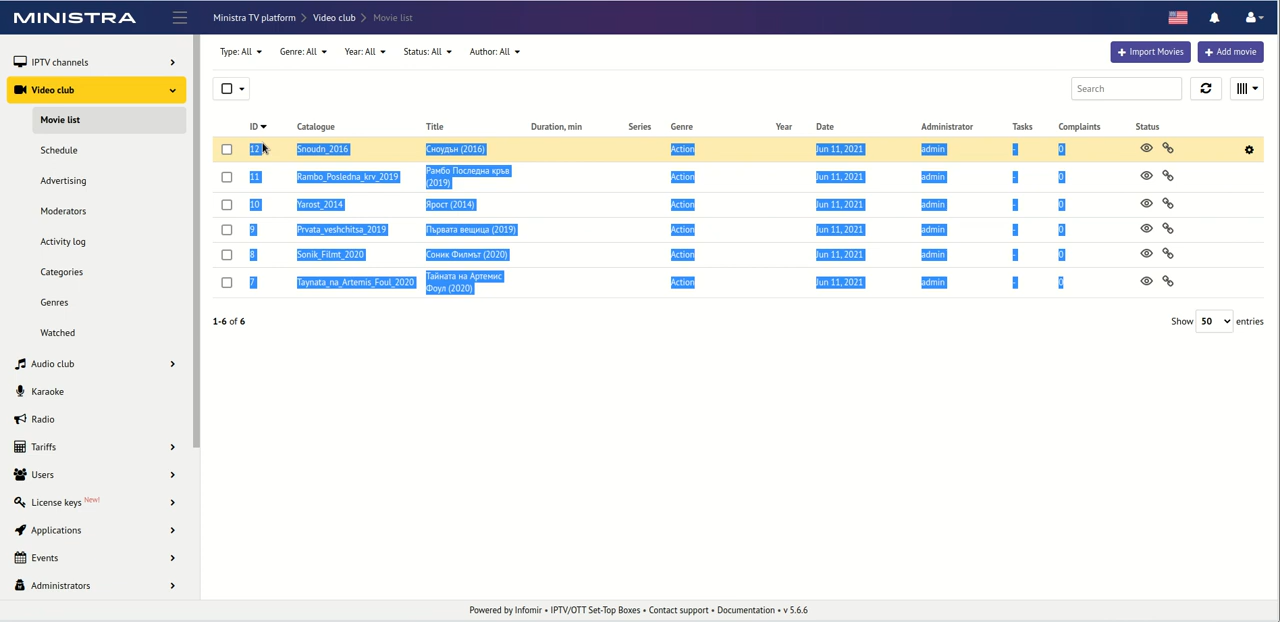 MINISTRA
Ministra TV platform > Video club > Movie list
IPTV channels
Video club
Movie list
Schedule
Advertising
Moderators
Activity log
Categories
Genres
Watched
Audio club
Karaoke
Radio
Tariffs
Users
License keys New!
Applications
Events
Administrators
Type: All Genre: All Year: All Status: All Author: All
+ Import Movies + Add movie
Search
ID Catalogue Title Duration, min Series Genre Year Date Administrator Tasks Complaints Status
12 Snoudn_2016 Сноудън (2016) Action Jun 11, 2021 admin - 0
11 Rambo_Posledna_krv_2019 Рамбо Последна кръв (2019) Action Jun 11, 2021 admin - 0
10 Yarost_2014 Ярост (2014) Action Jun 11, 2021 admin - 0
9 Prvata_veshchitsa_2019 Първата вещица (2019) Action Jun 11, 2021 admin - 0
8 Sonik_Filmt_2020 Соник Филмът (2020) Action Jun 11, 2021 admin - 0
7 Taynata_na_Artemis_Foul_2020 Тайната на Артемис Фоул (2020) Action Jun 11, 2021 admin - 0
1-6 of 6
Show 50 entries
Powered by Infomir • IPTV/OTT Set-Top Boxes • Contact support • Documentation • v 5.6.6